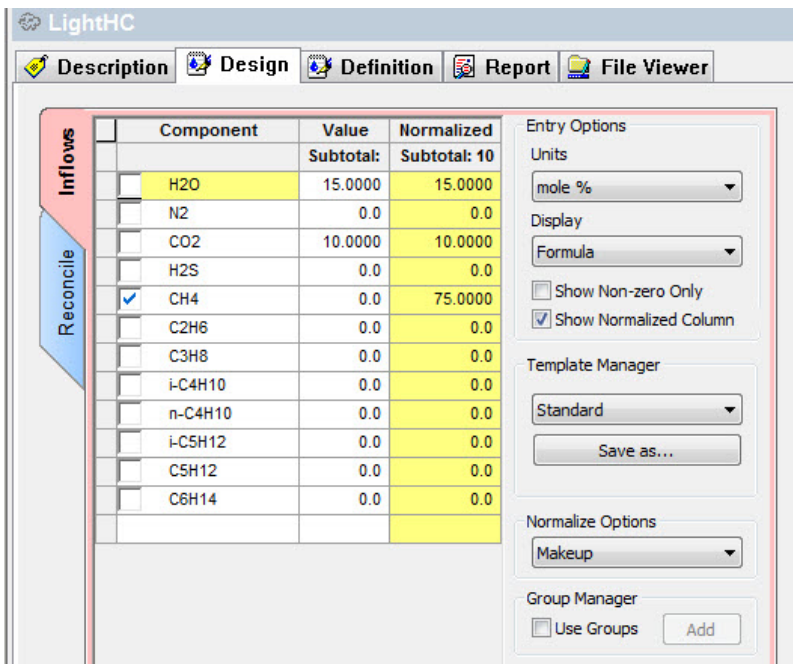 LightHC
Description Design Definition Report File Viewer
Inflows
Reconcile
Component Value Normalized
Subtotal: Subtotal: 10
H2O 15.0000 15.0000
N2 0.0 0.0
CO2 10.0000 10.0000
H2S 0.0 0.0
CH4 0.0 75.0000
C2H6 0.0 0.0
C3H8 0.0 0.0
i-C4H10 0.0 0.0
n-C4H10 0.0 0.0
i-C5H12 0.0 0.0
C5H12 0.0 0.0
C6H14 0.0 0.0
Entry Options
Units
mole %
Display
Formula
Show Non-zero Only
Show Normalized Column
Template Manager
Standard
Save as...
Normalize Options
Makeup
Group Manager
Use Groups Add